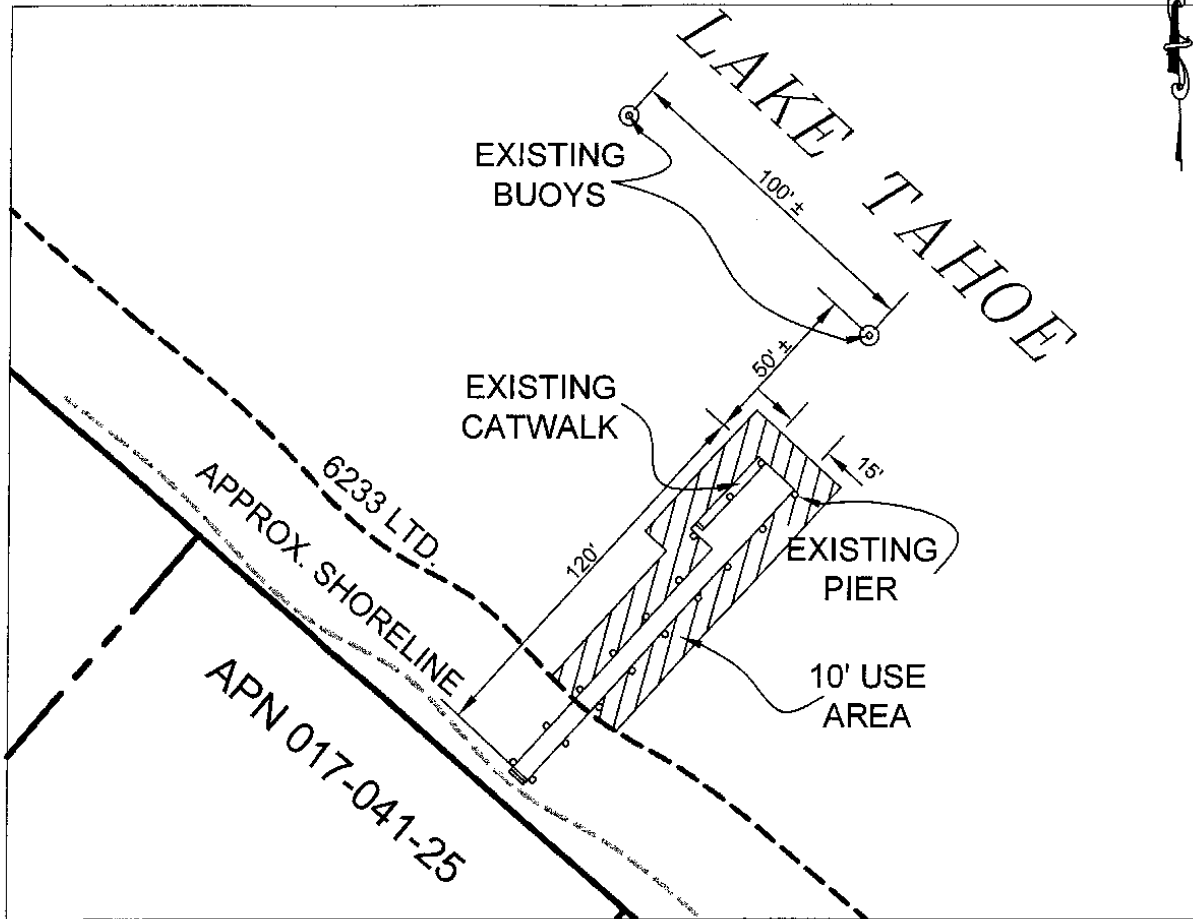 LAKE TAHOE
EXISTING
BUOYS
100' ±
50' ±
EXISTING
CATWALK
15'
6233 LTD.
APPROX. SHORELINE
120'
EXISTING
PIER
10' USE
AREA
APN 017-041-25